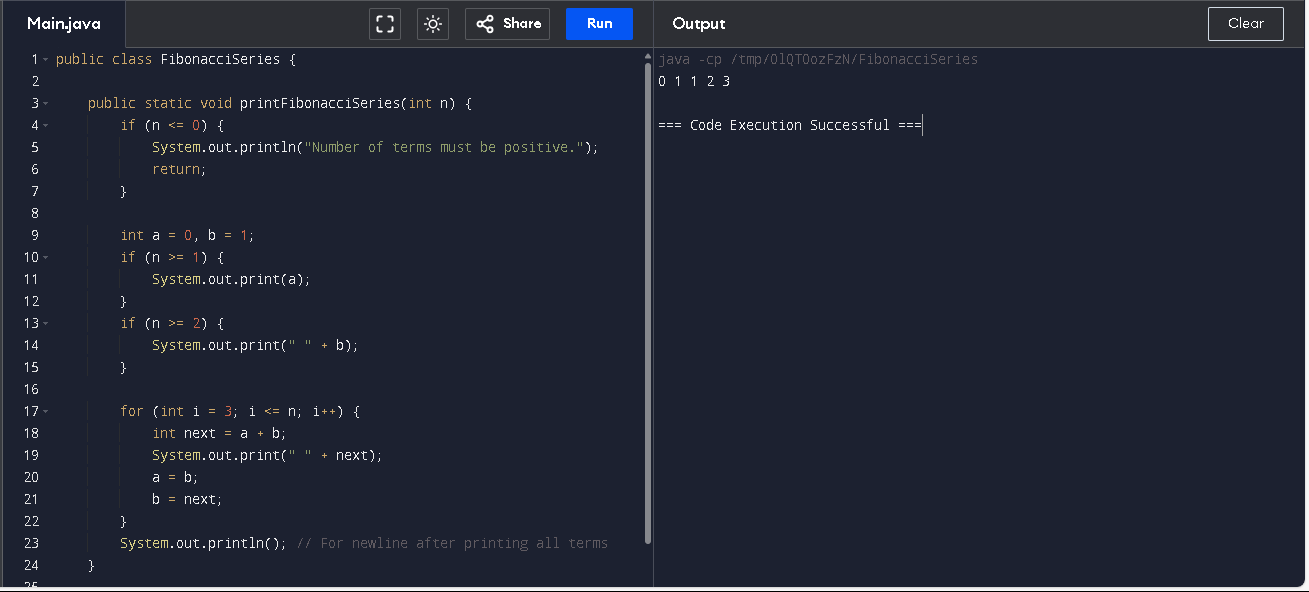 Main.java
Share
Run
Output
Clear
1 public class FibonacciSeries {
2
3 public static void printFibonacciSeries(int n) {
4 if (n <= 0) {
5 System.out.println("Number of terms must be positive.");
6 return;
7 }
8
9 int a = 0, b = 1;
10 if (n >= 1) {
11 System.out.print(a);
12 }
13 if (n >= 2) {
14 System.out.print(" " + b);
15 }
16
17 for (int i = 3; i <= n; i++) {
18 int next = a + b;
19 System.out.print(" " + next);
20 a = b;
21 b = next;
22 }
23 System.out.println(); // For newline after printing all terms
24 }
25
java -cp /tmp/OlQTOozFzN/FibonacciSeries
0 1 1 2 3
=== Code Execution Successful ===